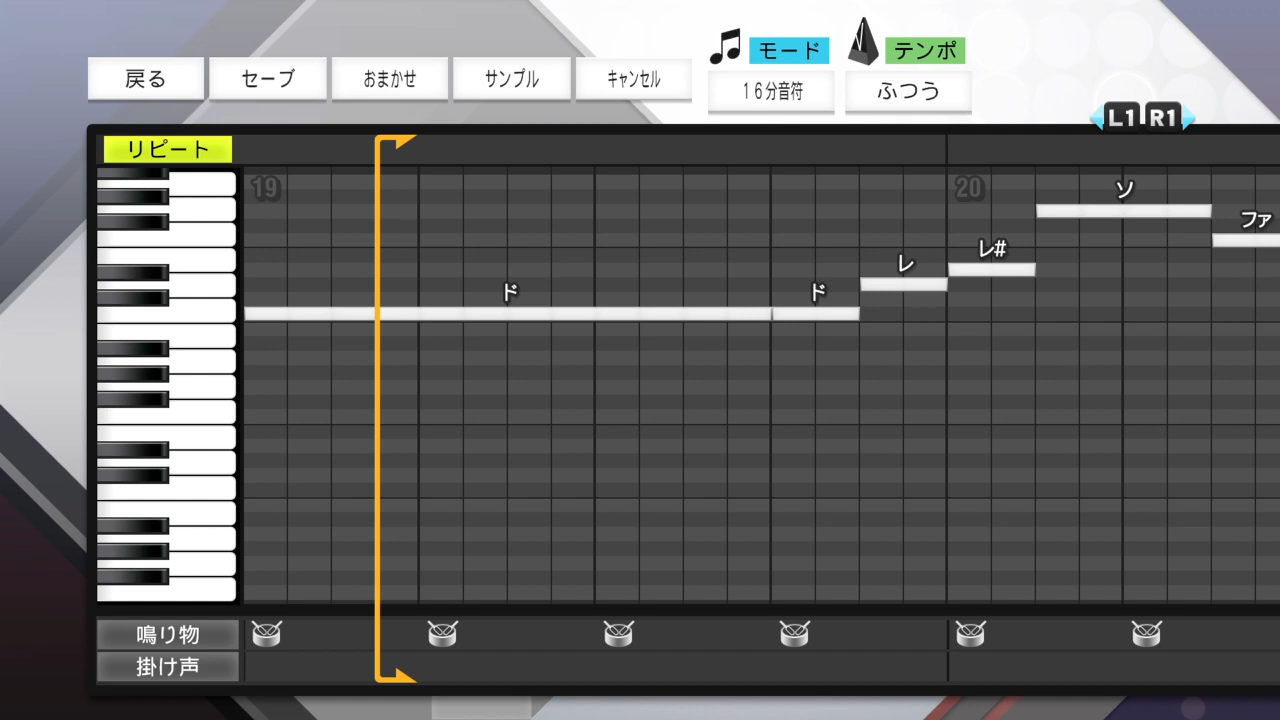 モード テンポ
戻る セーブ おまかせ サンプル キャンセル 16分音符 ふつう
L1 R1
リピート
19 20
ソ
ファ
レ#
レ
ド ド
鳴り物
掛け声